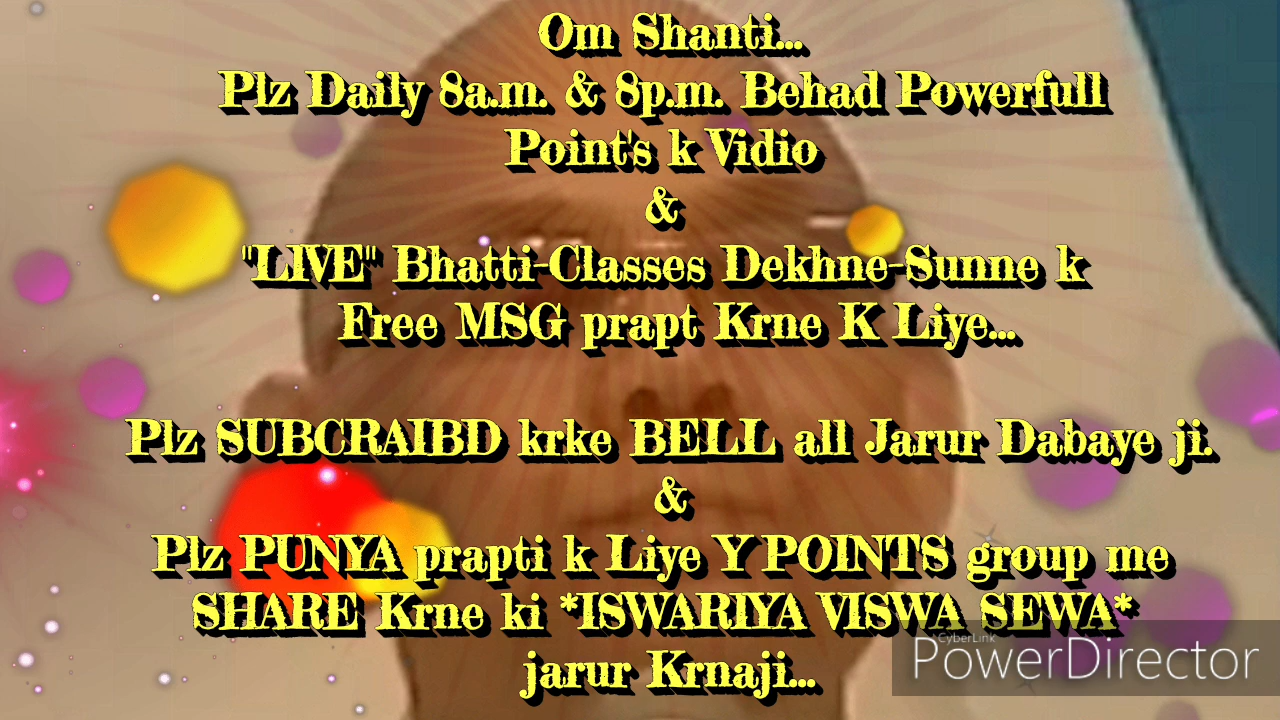 Om Shanti...
Plz Daily 8a.m. & 8p.m. Behad Powerfull
Point's k Vidio
&
"LIVE" Bhatti-Classes Dekhne-Sunne k
Free MSG prapt Krne K Liye...
Plz SUBCRAIBD krke BELL all Jarur Dabaye ji.
&
Plz PUNYA prapti k Liye Y POINTS group me
SHARE Krne ki *ISWARIYA VISWA SEWA*
jarur Krnaji...
CyberLink
PowerDirector